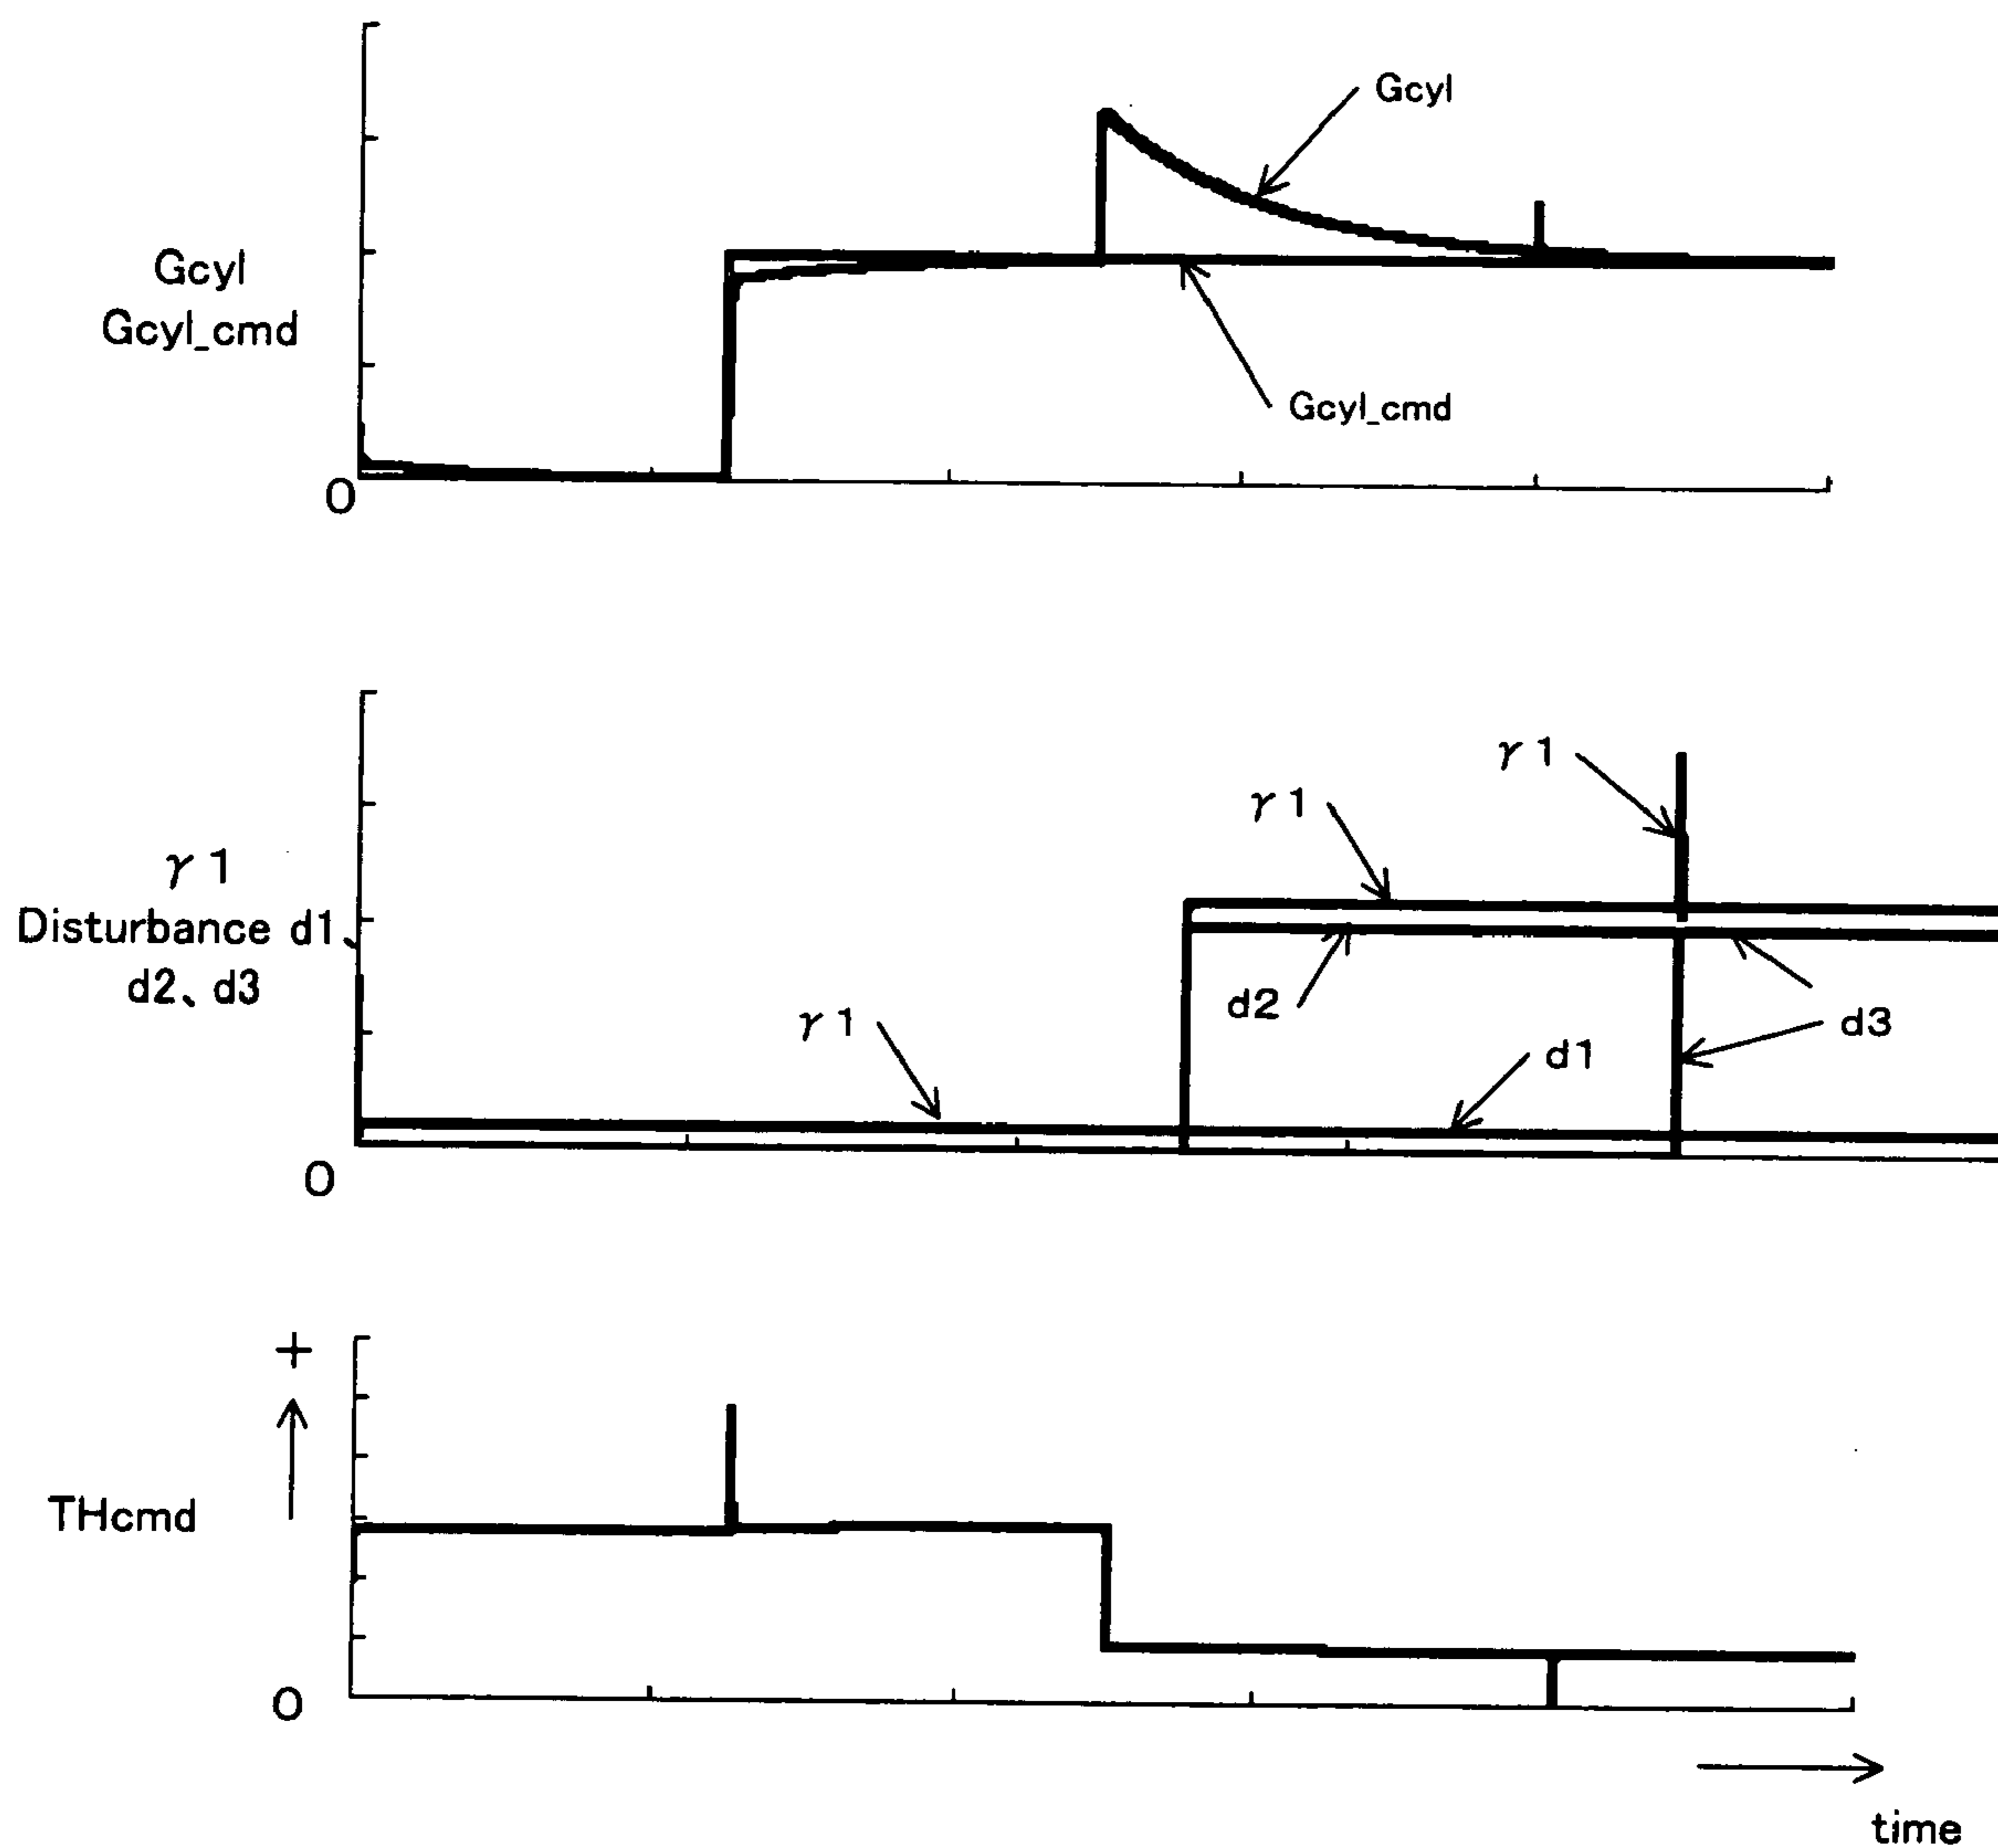 Gcyl
Gcyl
Gcyl_cmd
Gcyl_cmd
0
γ1
γ1
γ1
Disturbance d1、
d2、d3
d2
γ1
d3
d1
0
+
THcmd
0
time